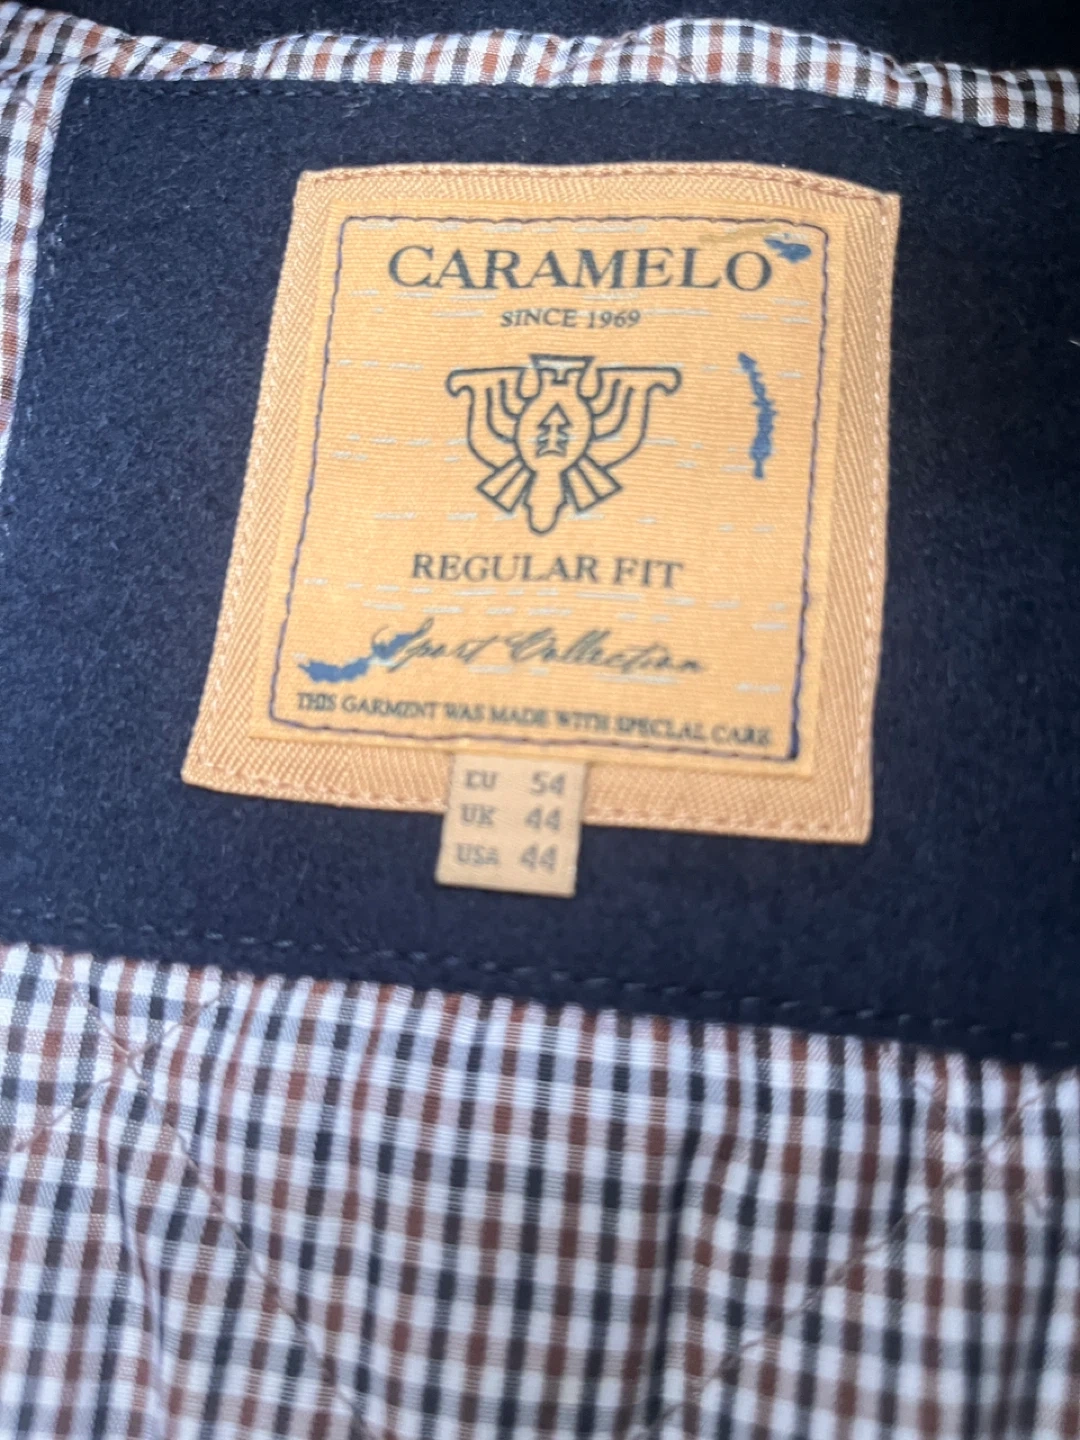 CARAMELO
SINCE 1969
REGULAR FIT
Sport Collection
THIS GARMENT WAS MADE WITH SPECLAL CARE
EU 54
UK 44
USA 44